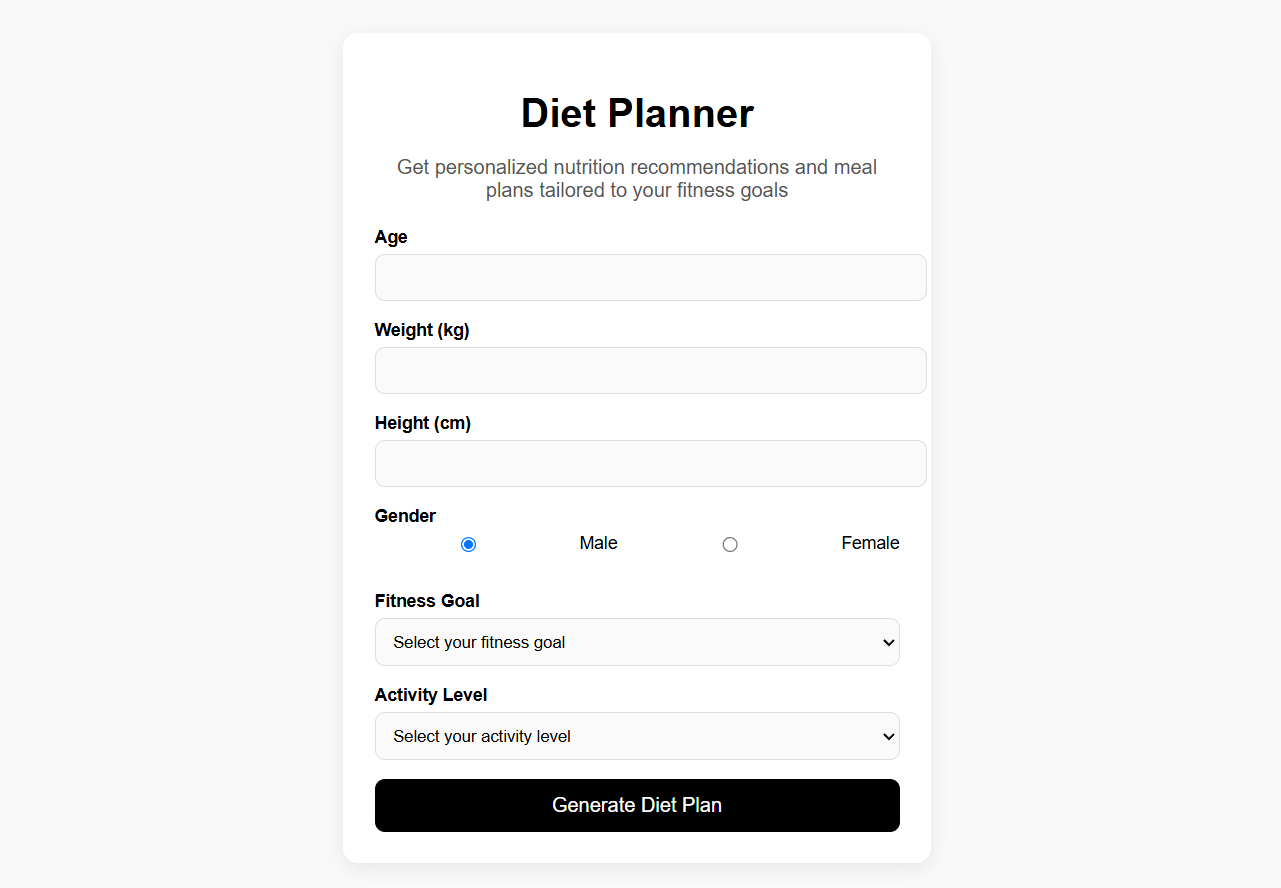 Diet Planner
Get personalized nutrition recommendations and meal
plans tailored to your fitness goals
Age
Weight (kg)
Height (cm)
Gender
Male Female
Fitness Goal
Select your fitness goal
Activity Level
Select your activity level
Generate Diet Plan